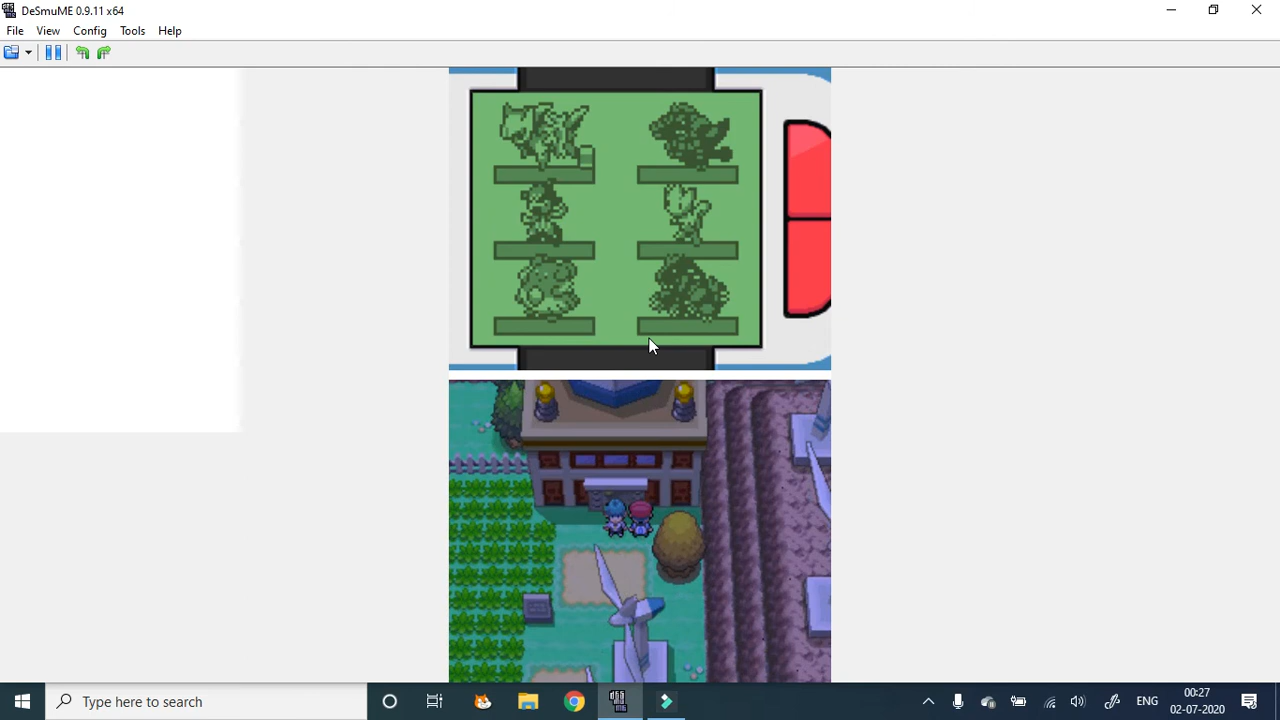 DeSmuME 0.9.11 x64
File View Config Tools Help
Type here to search
ENG
00:27
02-07-2020